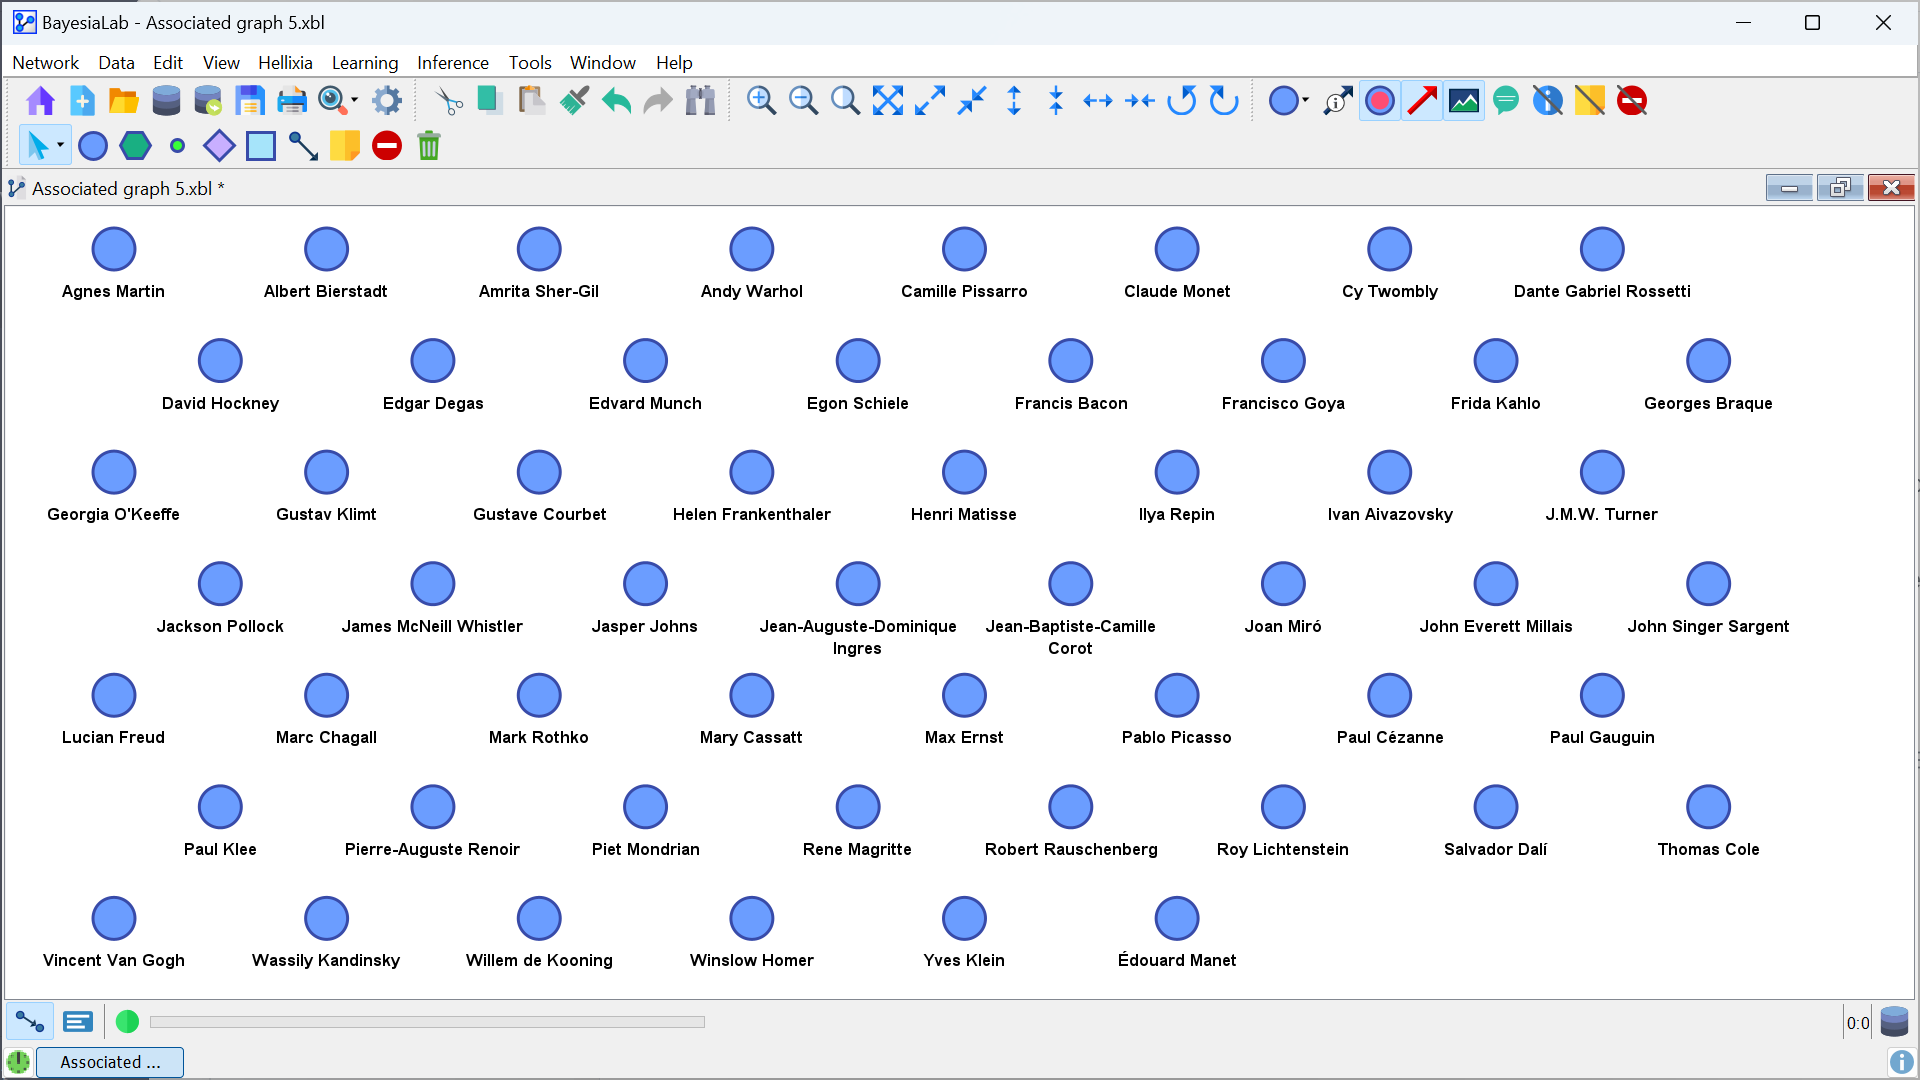 BayesiaLab - Associated graph 5.xbl
Network Data Edit View Hellixia Learning Inference Tools Window Help
Associated graph 5.xbl *
Agnes Martin Albert Bierstadt Amrita Sher-Gil Andy Warhol Camille Pissarro Claude Monet Cy Twombly Dante Gabriel Rossetti
David Hockney Edgar Degas Edvard Munch Egon Schiele Francis Bacon Francisco Goya Frida Kahlo Georges Braque
Georgia O'Keeffe Gustav Klimt Gustave Courbet Helen Frankenthaler Henri Matisse Ilya Repin Ivan Aivazovsky J.M.W. Turner
Jackson Pollock James McNeill Whistler Jasper Johns Jean-Auguste-Dominique Jean-Baptiste-Camille Joan Miró John Everett Millais John Singer Sargent
Ingres Corot
Lucian Freud Marc Chagall Mark Rothko Mary Cassatt Max Ernst Pablo Picasso Paul Cézanne Paul Gauguin
Paul Klee Pierre-Auguste Renoir Piet Mondrian Rene Magritte Robert Rauschenberg Roy Lichtenstein Salvador Dalí Thomas Cole
Vincent Van Gogh Wassily Kandinsky Willem de Kooning Winslow Homer Yves Klein Édouard Manet
0:0
Associated ...